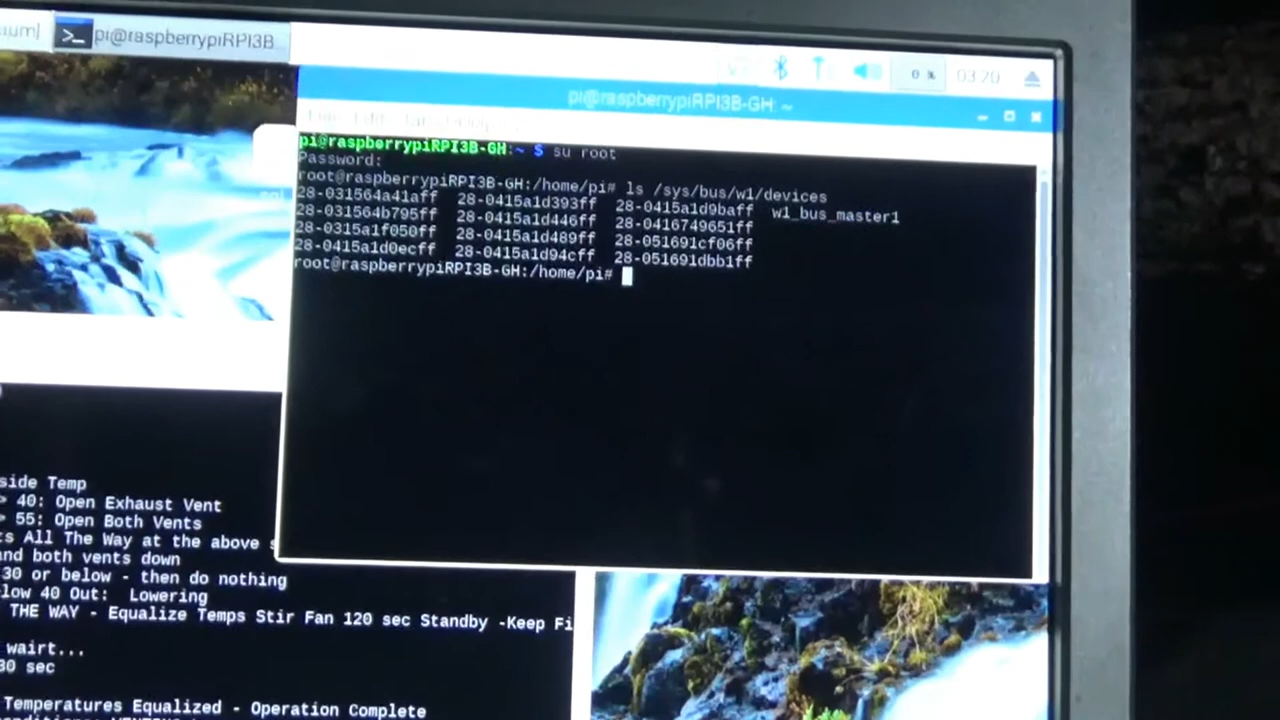 pi@raspberrypiRPI3B
0 %
03:20
pi@raspberrypiRPI3B-GH: ~
pi@raspberrypiRPI3B-GH:~ $ su root
Password:
root@raspberrypiRPI3B-GH:/home/pi# ls /sys/bus/w1/devices
28-031564a41aff 28-0415a1d393ff 28-0415a1d9baff w1_bus_master1
28-031564b795ff 28-0415a1d446ff 28-0416749651ff
28-0315a1f050ff 28-0415a1d489ff 28-051691cf06ff
28-0415a1d0ecff 28-0415a1d94cff 28-051691dbb1ff
root@raspberrypiRPI3B-GH:/home/pi#
side Temp
> 40: Open Exhaust Vent
> 55: Open Both Vents
ts All The Way at the above s
and both vents down
30 or below - then do nothing
low 40 Out: Lowering
THE WAY - Equalize Temps Stir Fan 120 sec Standby -Keep Fi
wairt...
30 sec
Temperatures Equalized - Operation Complete